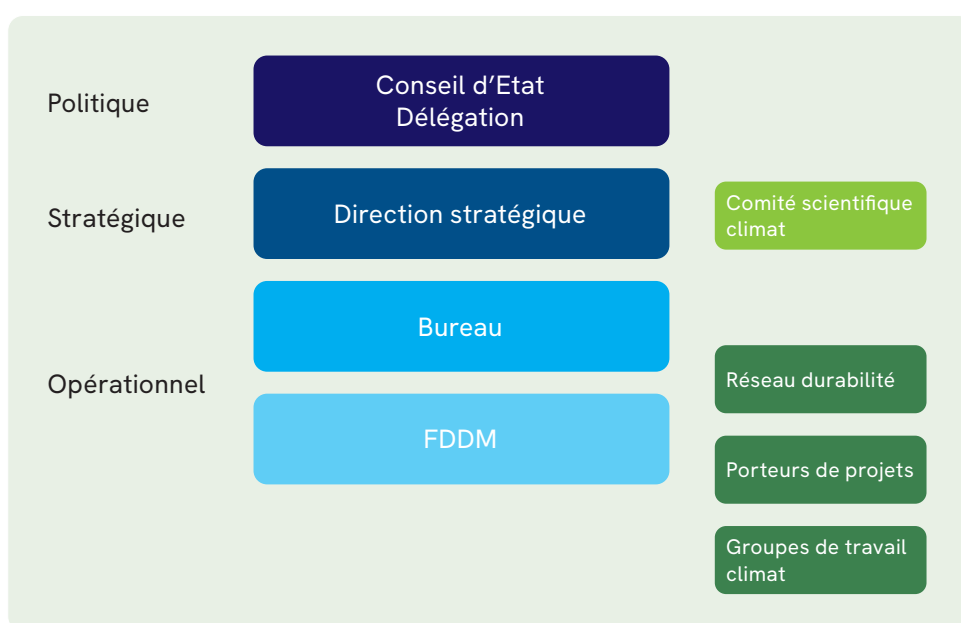 Politique
Conseil d’Etat
Délégation
Stratégique
Direction stratégique
Comité scientifique
climat
Opérationnel
Bureau
FDDM
Réseau durabilité
Porteurs de projets
Groupes de travail
climat